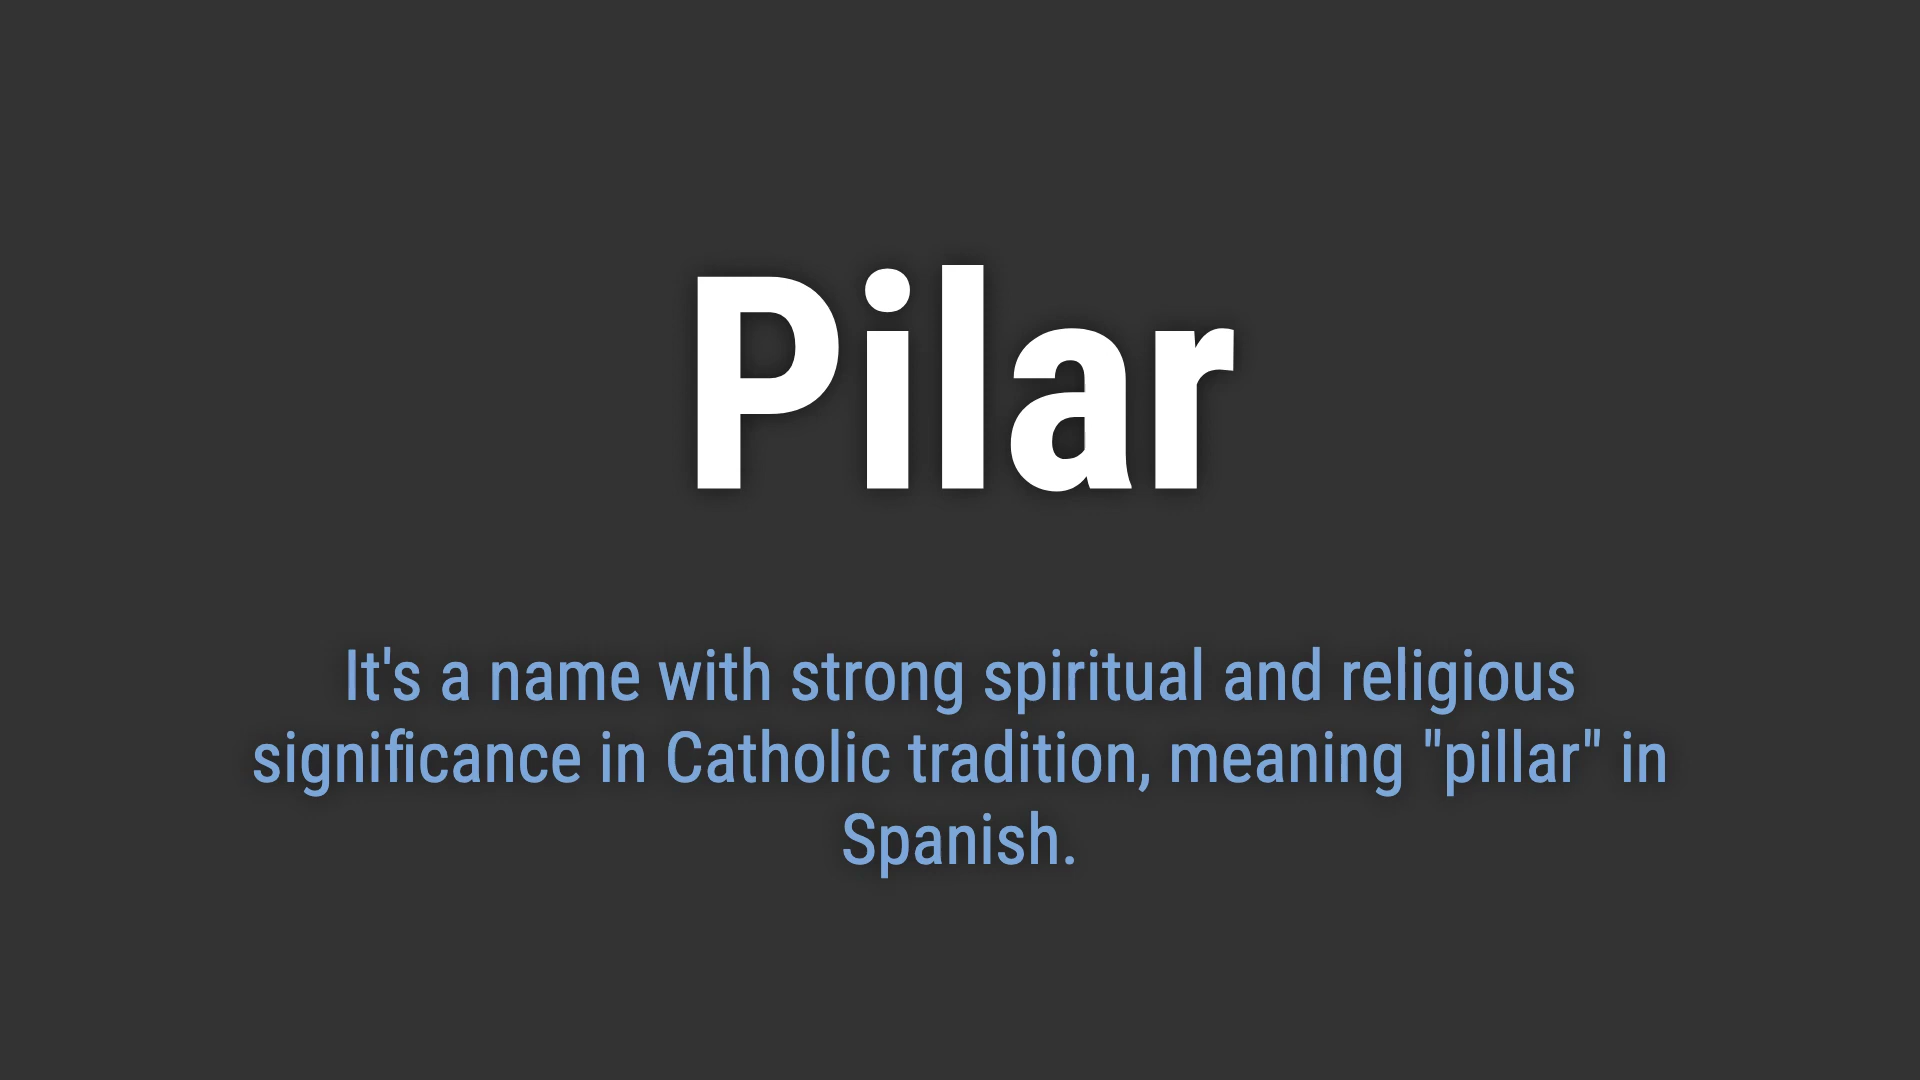 Pilar
It's a name with strong spiritual and religious
significance in Catholic tradition, meaning "pillar" in
Spanish.